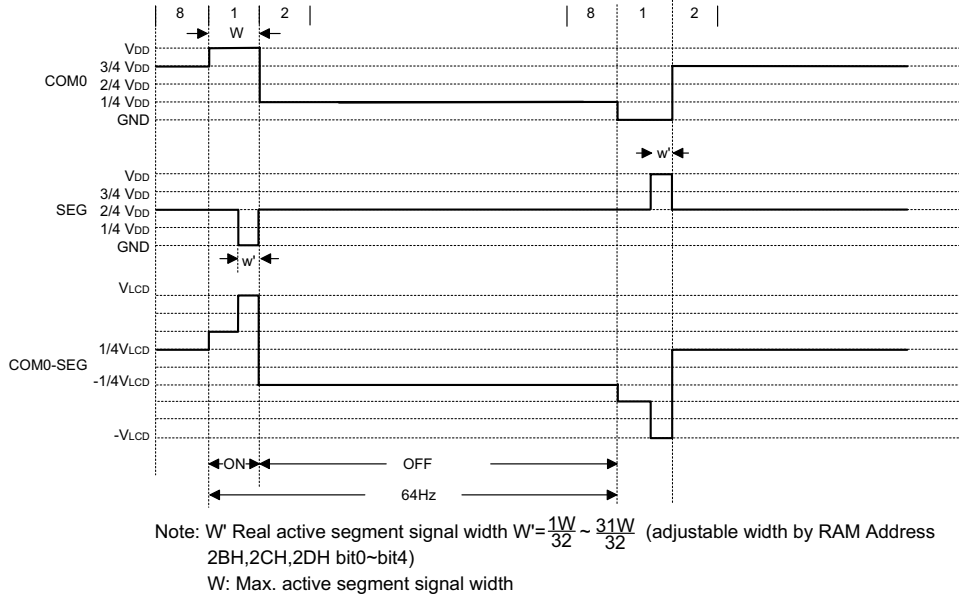 8 1 2 8 1 2
W
VDD
3/4 VDD
COM0
2/4 VDD
1/4 VDD
GND
w'
VDD
3/4 VDD
SEG 2/4 VDD
1/4 VDD
GND
w'
VLCD
1/4VLCD
COM0-SEG
-1/4VLCD
-VLCD
ON OFF
64Hz
Note: W' Real active segment signal width W'=1W/32 ~ 31W/32 (adjustable width by RAM Address
2BH,2CH,2DH bit0~bit4)
W: Max. active segment signal width